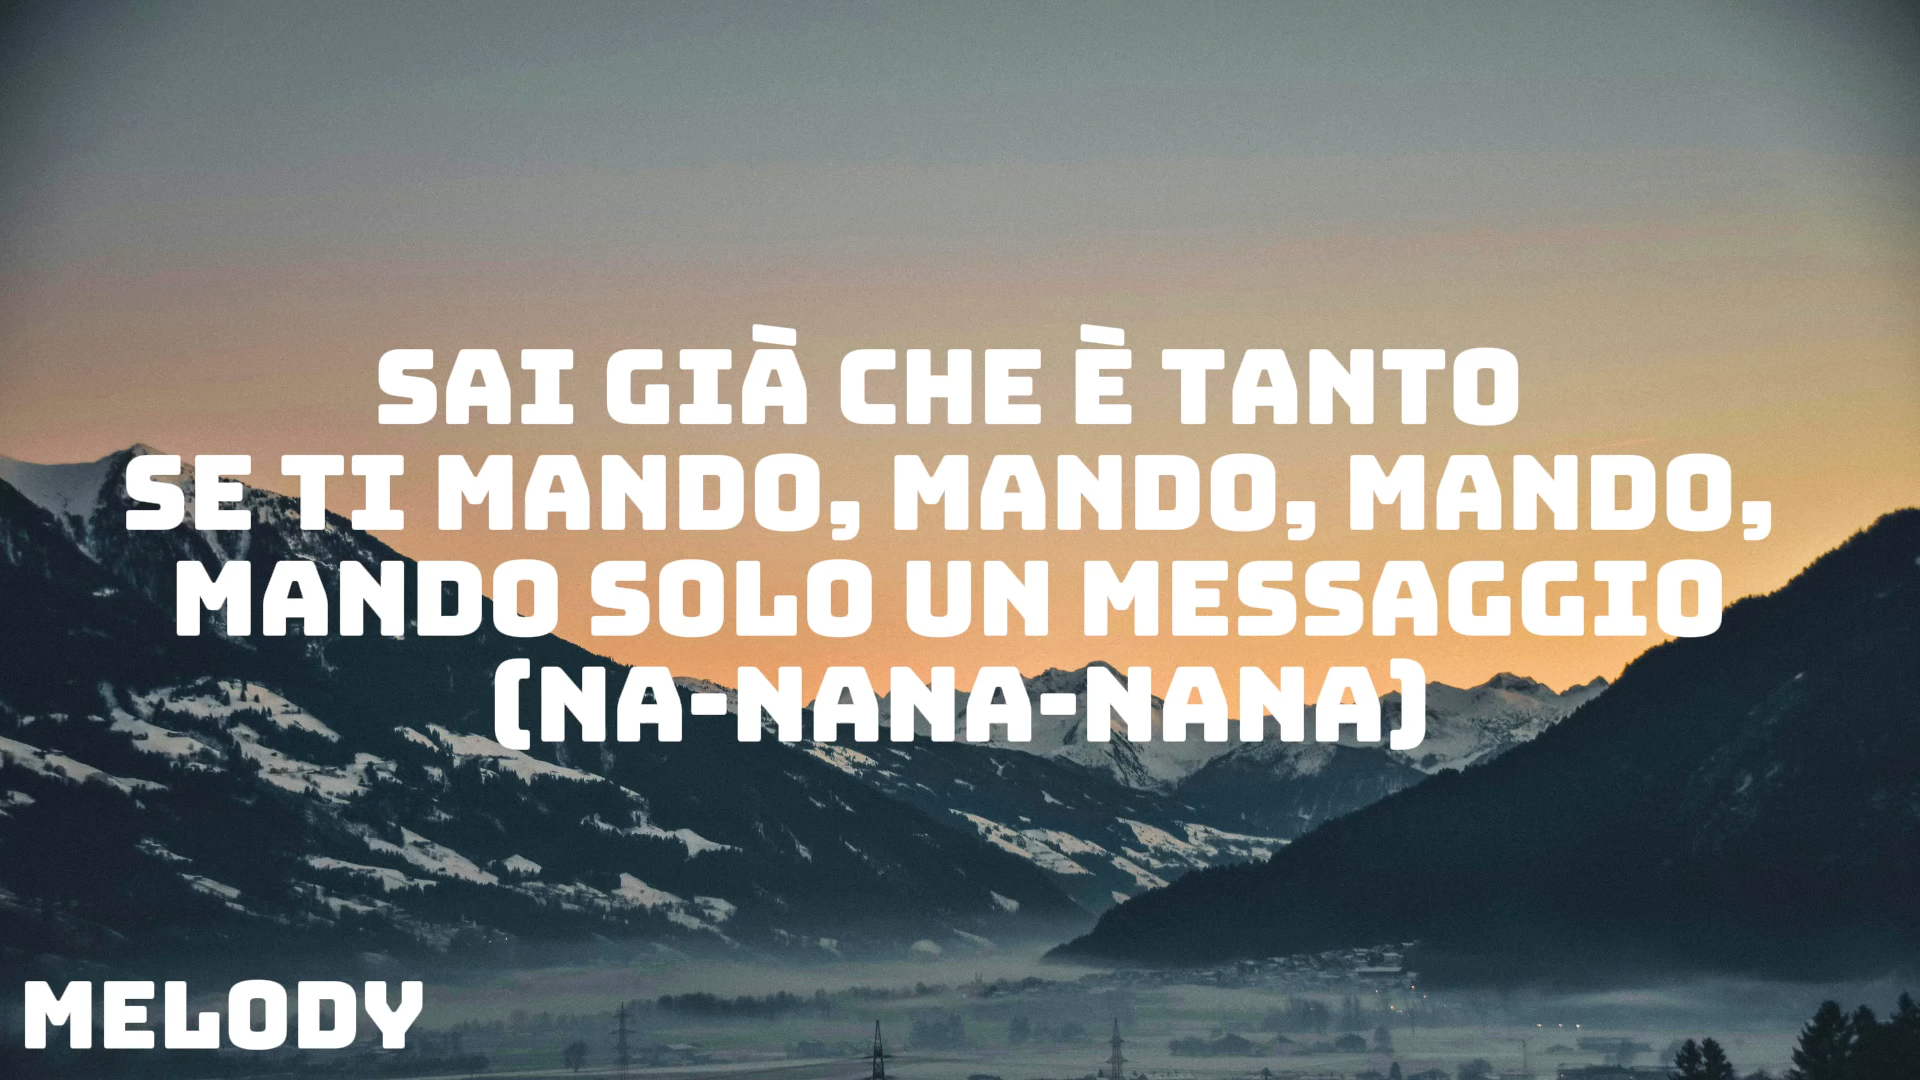 SAI GIÀ CHE È TANTO
SE TI MANDO, MANDO, MANDO,
MANDO SOLO UN MESSAGGIO
(NA-NANA-NANA)
MELODY